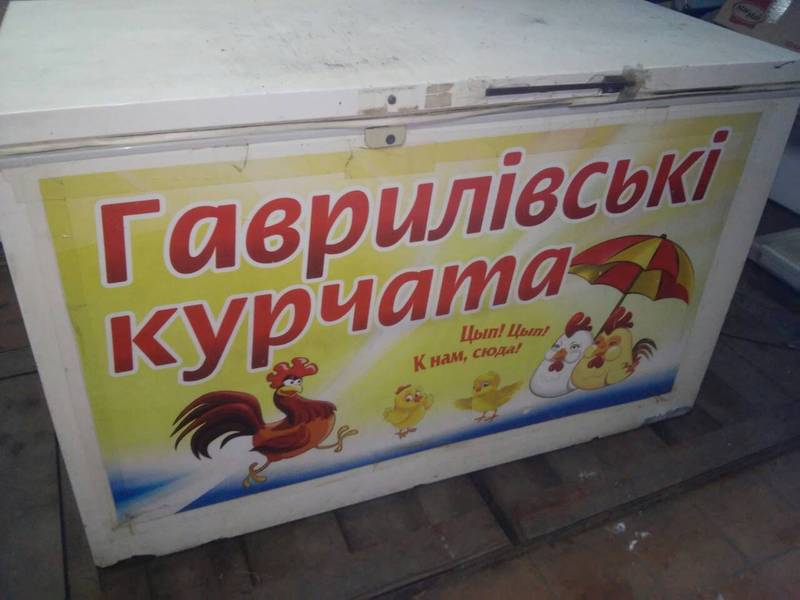 Гаврилівські
курчата
Цып! Цып!
К нам, сюда!